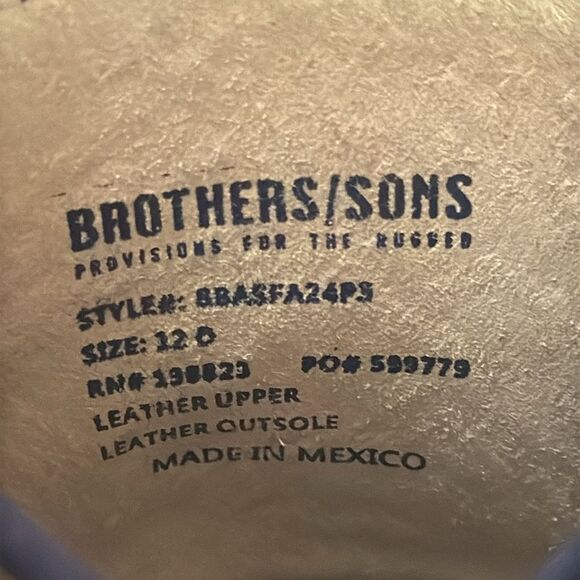 BROTHERS/SONS
PROVISIONS FOR THE RUGGED
STYLE#: BBASFA24PS
SIZE: 12 D
RN# PO# 599779
LEATHER UPPER
LEATHER OUTSOLE
MADE IN MEXICO